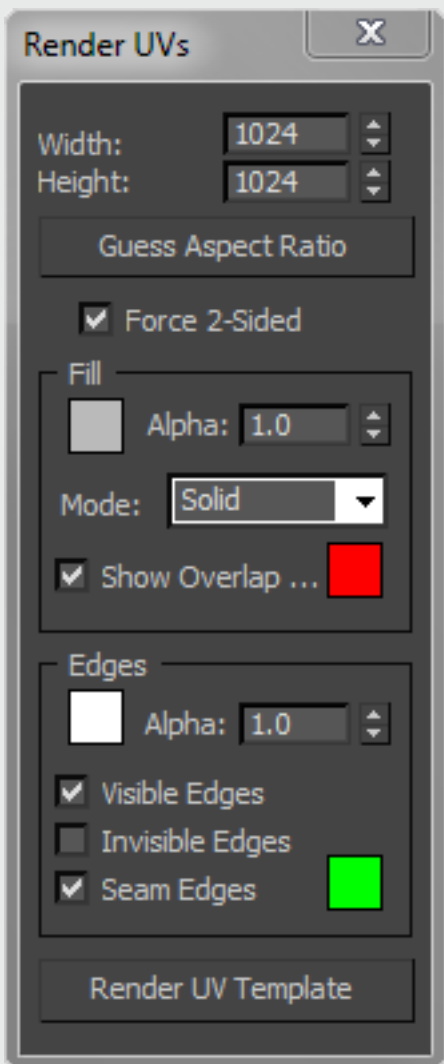 Render UVs
Width: 1024
Height: 1024
Guess Aspect Ratio
Force 2-Sided
Fill
Alpha: 1.0
Mode: Solid
Show Overlap ...
Edges
Alpha: 1.0
Visible Edges
Invisible Edges
Seam Edges
Render UV Template